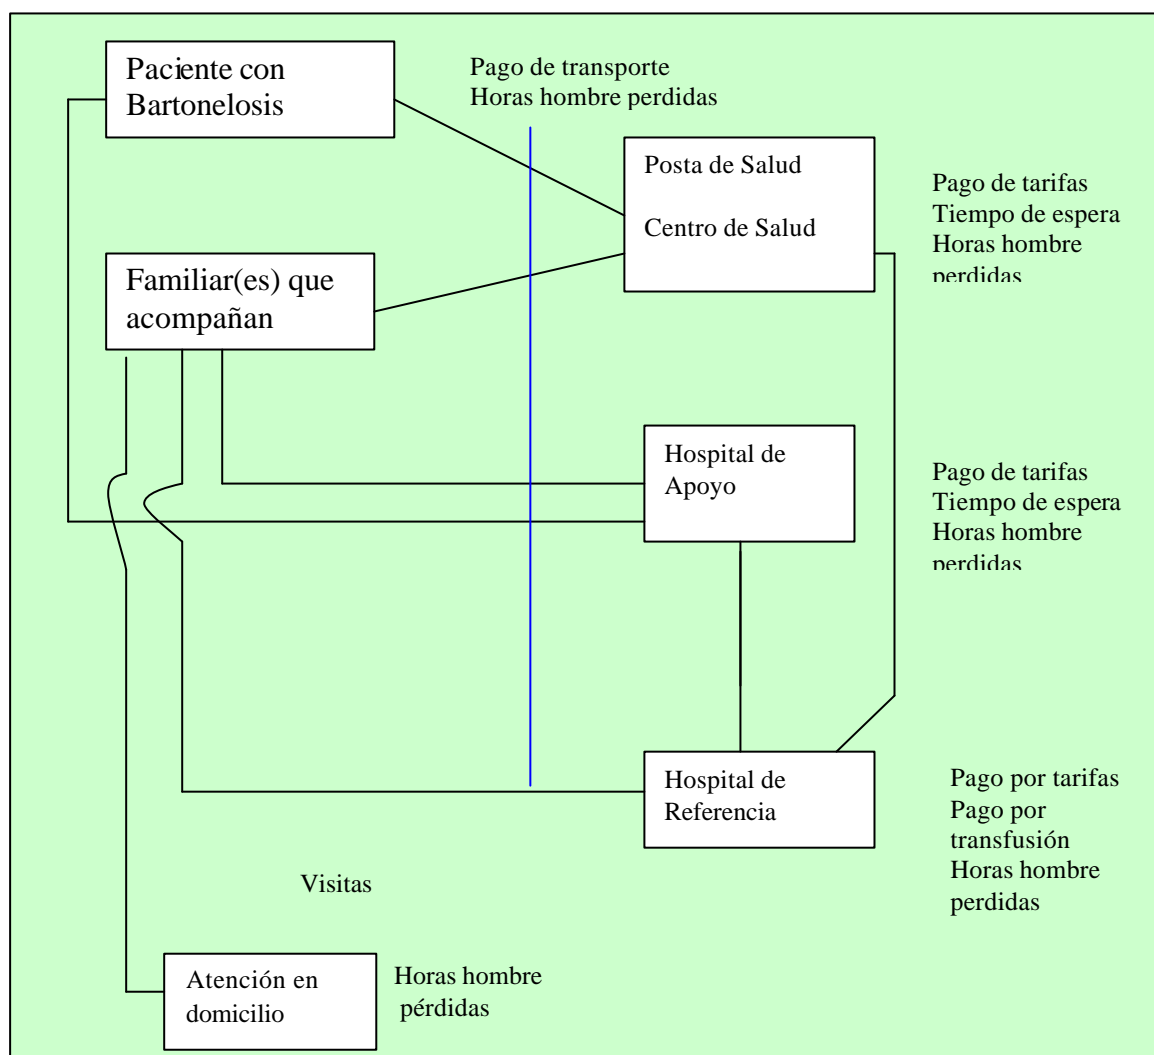 Paciente con
Bartonelosis
Pago de transporte
Horas hombre perdidas
Posta de Salud
Centro de Salud
Pago de tarifas
Tiempo de espera
Horas hombre
perdidas
Familiar(es) que
acompañan
Hospital de
Apoyo
Pago de tarifas
Tiempo de espera
Horas hombre
perdidas
Hospital de
Referencia
Pago por tarifas
Pago por
transfusión
Horas hombre
perdidas
Visitas
Atención en
domicilio
Horas hombre
pérdidas